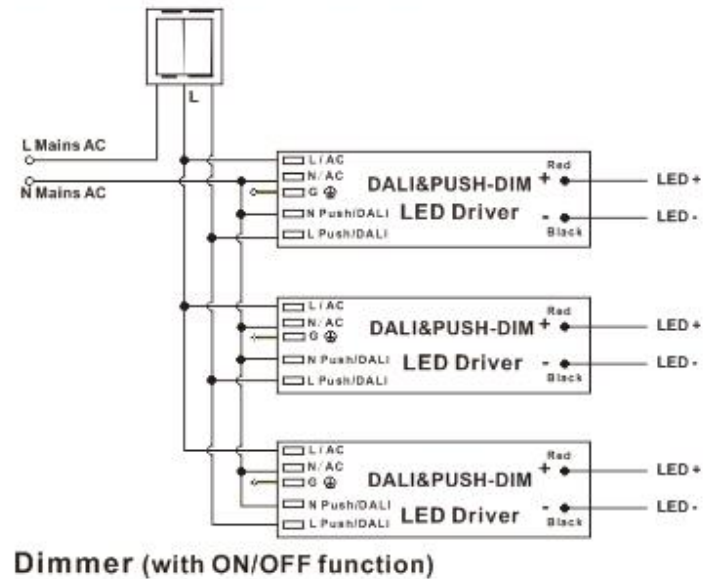 L
L Mains AC
N Mains AC
L / AC
N / AC
G
N Push/DALI
L Push/DALI
DALI&PUSH-DIM
LED Driver
Red
+
-
Black
LED +
LED -
L / AC
N / AC
G
N Push/DALI
L Push/DALI
DALI&PUSH-DIM
LED Driver
Red
+
-
Black
LED +
LED -
L / AC
N / AC
G
N Push/DALI
L Push/DALI
DALI&PUSH-DIM
LED Driver
Red
+
-
Black
LED +
LED -
Dimmer (with ON/OFF function)